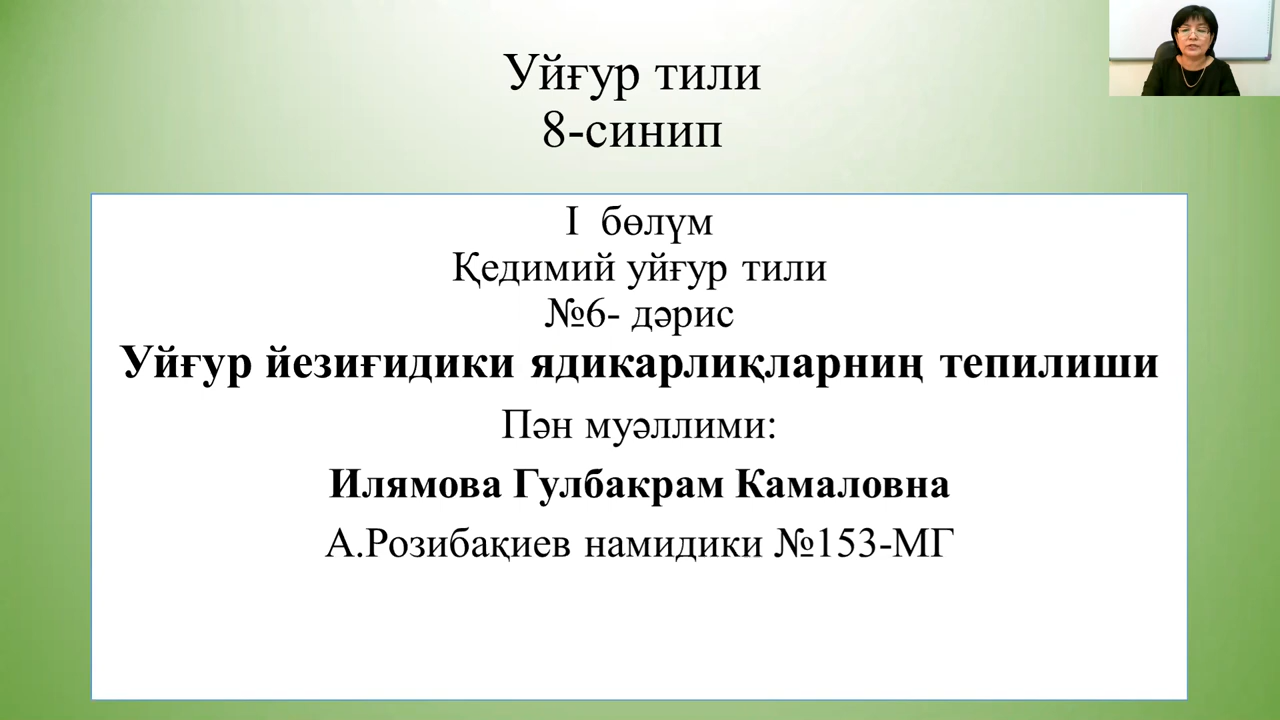 Уйғур тили
8-синип
I бөлүм
Қедимий уйғур тили
№6- дәрис
Уйғур йезиғидики ядикарлиқларниң тепилиши
Пән муәллими:
Илямова Гулбакрам Камаловна
А.Розибақиев намидики №153-МГ